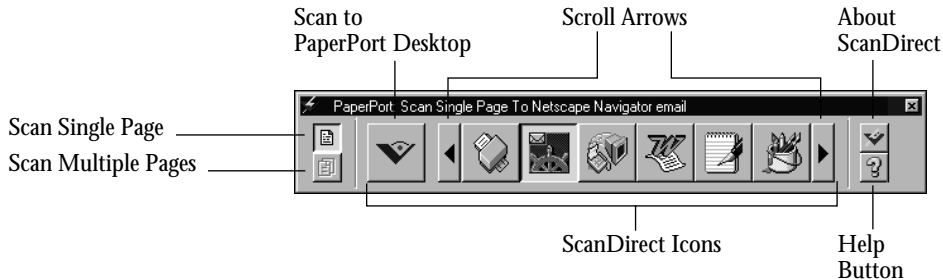 Scan to
PaperPort Desktop
Scroll Arrows
About
ScanDirect
PaperPort: Scan Single Page To Netscape Navigator email
Scan Single Page
Scan Multiple Pages
ScanDirect Icons
Help
Button